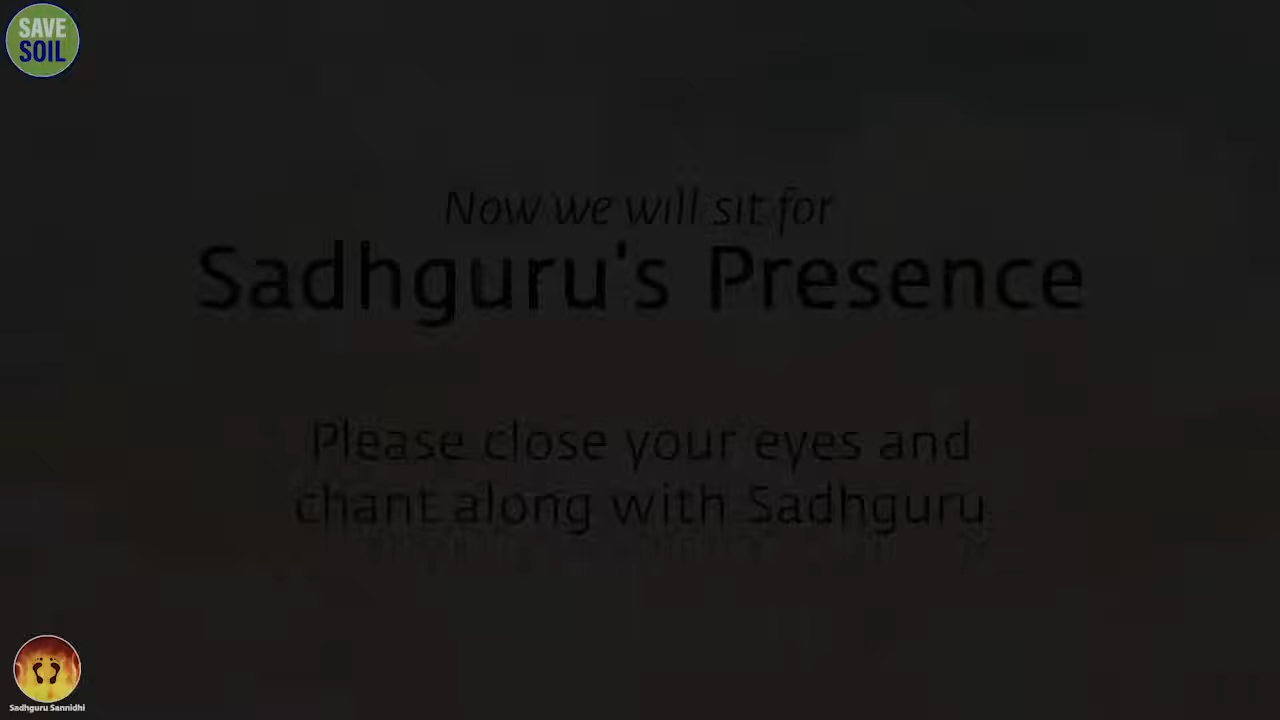 SAVE
SOIL
Now we will sit for
Sadhguru's Presence
Please close your eyes and
chant along with Sadhguru
Sadhguru Sannidhi